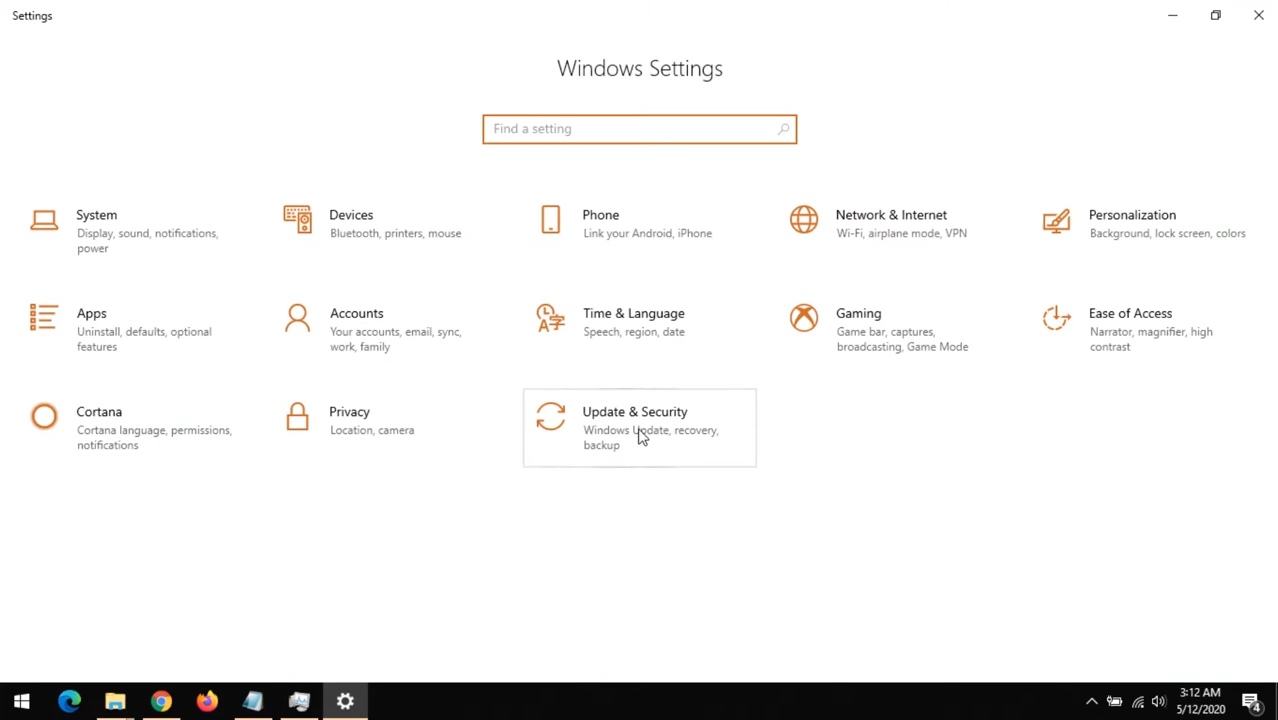 Settings
Windows Settings
Find a setting
System
Display, sound, notifications,
power
Devices
Bluetooth, printers, mouse
Phone
Link your Android, iPhone
Network & Internet
Wi-Fi, airplane mode, VPN
Personalization
Background, lock screen, colors
Apps
Uninstall, defaults, optional
features
Accounts
Your accounts, email, sync,
work, family
Time & Language
Speech, region, date
Gaming
Game bar, captures,
broadcasting, Game Mode
Ease of Access
Narrator, magnifier, high
contrast
Cortana
Cortana language, permissions,
notifications
Privacy
Location, camera
Update & Security
Windows Update, recovery,
backup
3:12 AM
5/12/2020
4